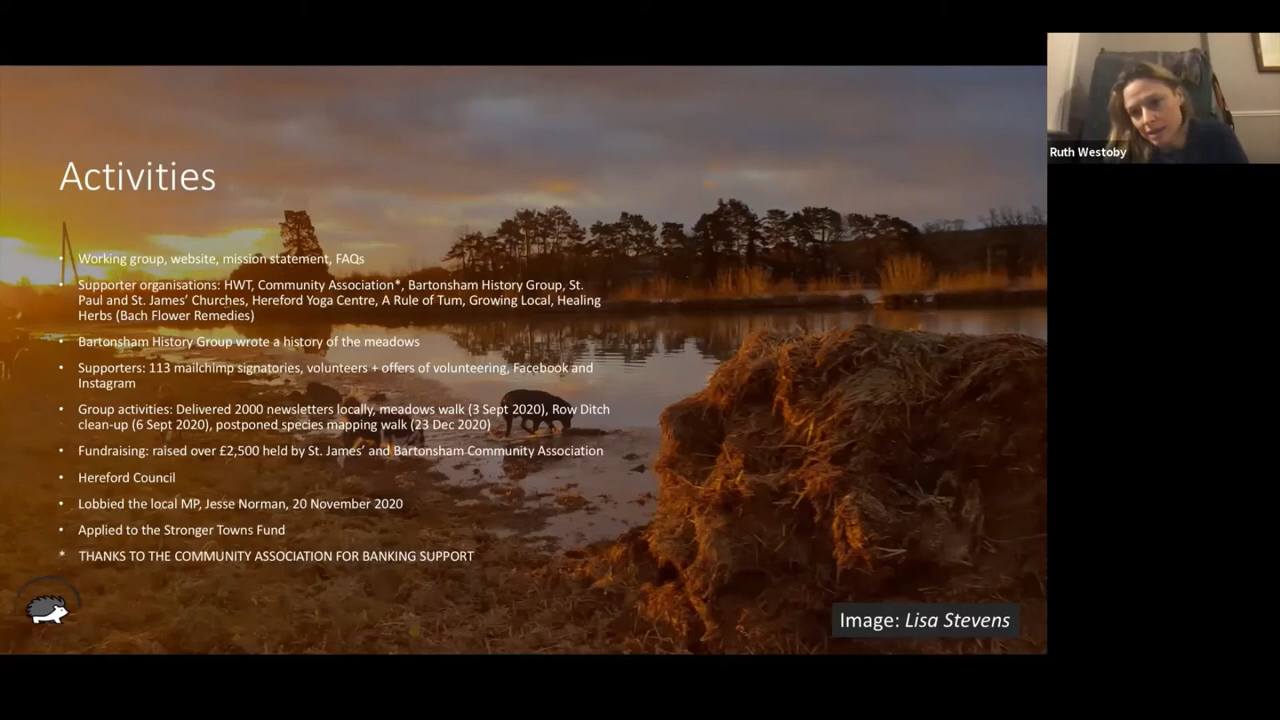 Activities
• Working group, website, mission statement, FAQs
• Supporter organisations: HWT, Community Association*, Bartonsham History Group, St.
Paul and St. James’ Churches, Hereford Yoga Centre, A Rule of Tum, Growing Local, Healing
Herbs (Bach Flower Remedies)
• Bartonsham History Group wrote a history of the meadows
• Supporters: 113 mailchimp signatories, volunteers + offers of volunteering, Facebook and
Instagram
• Group activities: Delivered 2000 newsletters locally, meadows walk (3 Sept 2020), Row Ditch
clean-up (6 Sept 2020), postponed species mapping walk (23 Dec 2020)
• Fundraising: raised over £2,500 held by St. James’ and Bartonsham Community Association
• Hereford Council
• Lobbied the local MP, Jesse Norman, 20 November 2020
• Applied to the Stronger Towns Fund
* THANKS TO THE COMMUNITY ASSOCIATION FOR BANKING SUPPORT
Image: Lisa Stevens
Ruth Westoby